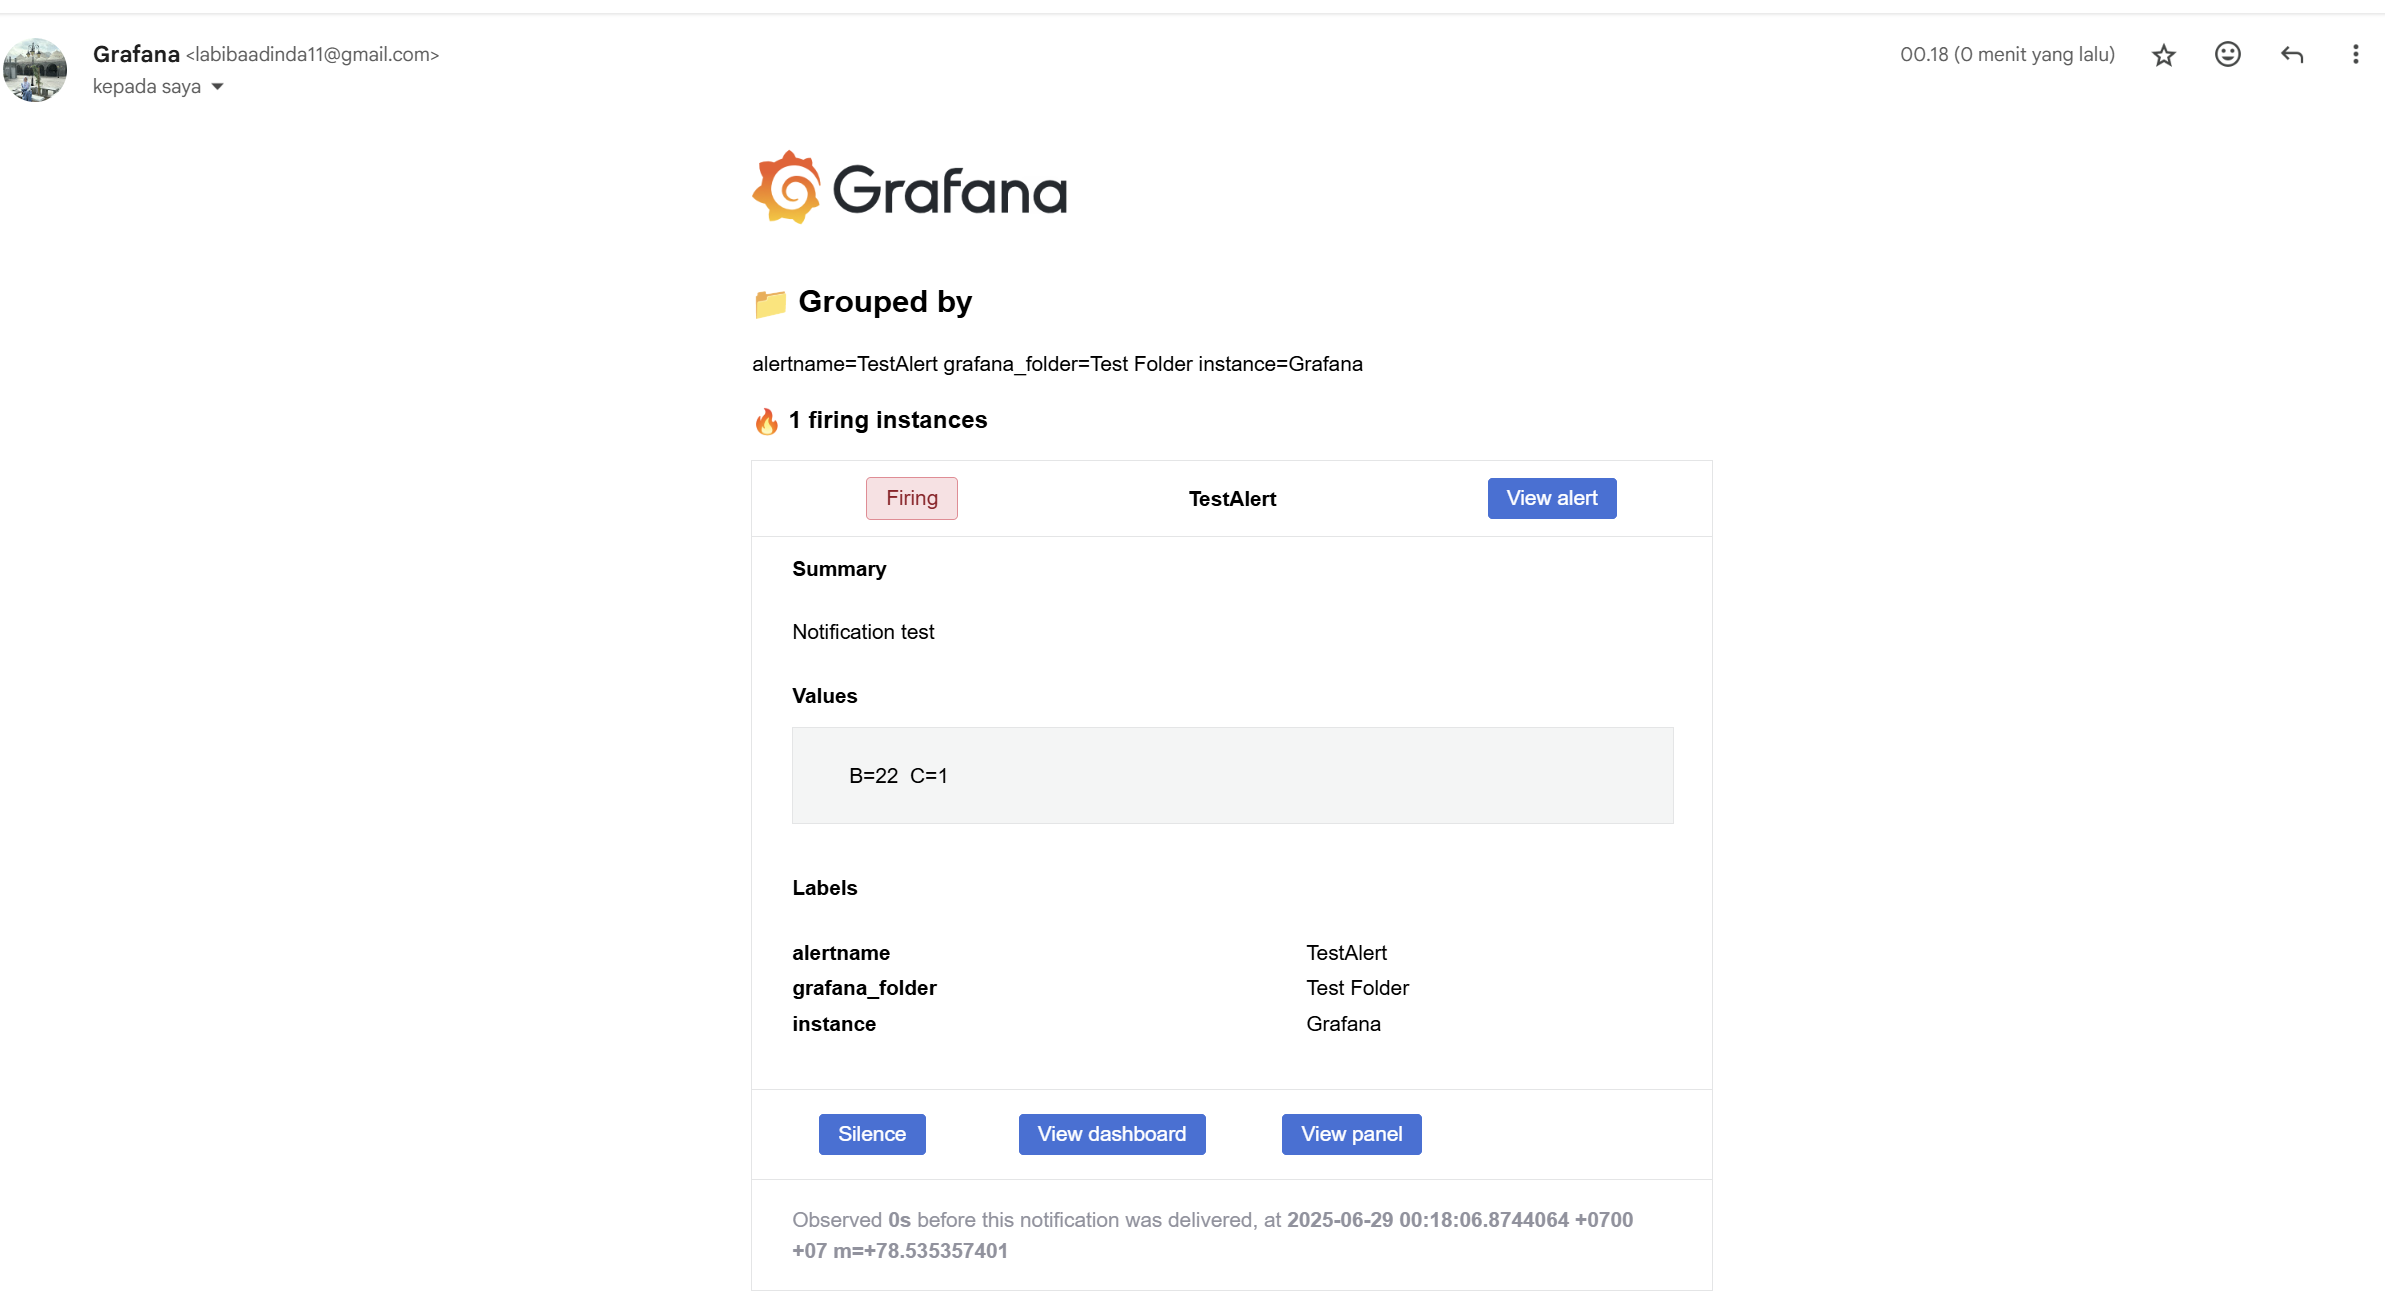 Grafana <labibaadinda11@gmail.com>
00.18 (0 menit yang lalu)
kepada saya
Grafana
📁 Grouped by
alertname=TestAlert grafana_folder=Test Folder instance=Grafana
🔥 1 firing instances
Firing
TestAlert
View alert
Summary
Notification test
Values
B=22 C=1
Labels
alertname TestAlert
grafana_folder Test Folder
instance Grafana
Silence
View dashboard
View panel
Observed 0s before this notification was delivered, at 2025-06-29 00:18:06.8744064 +0700
+07 m=+78.535357401